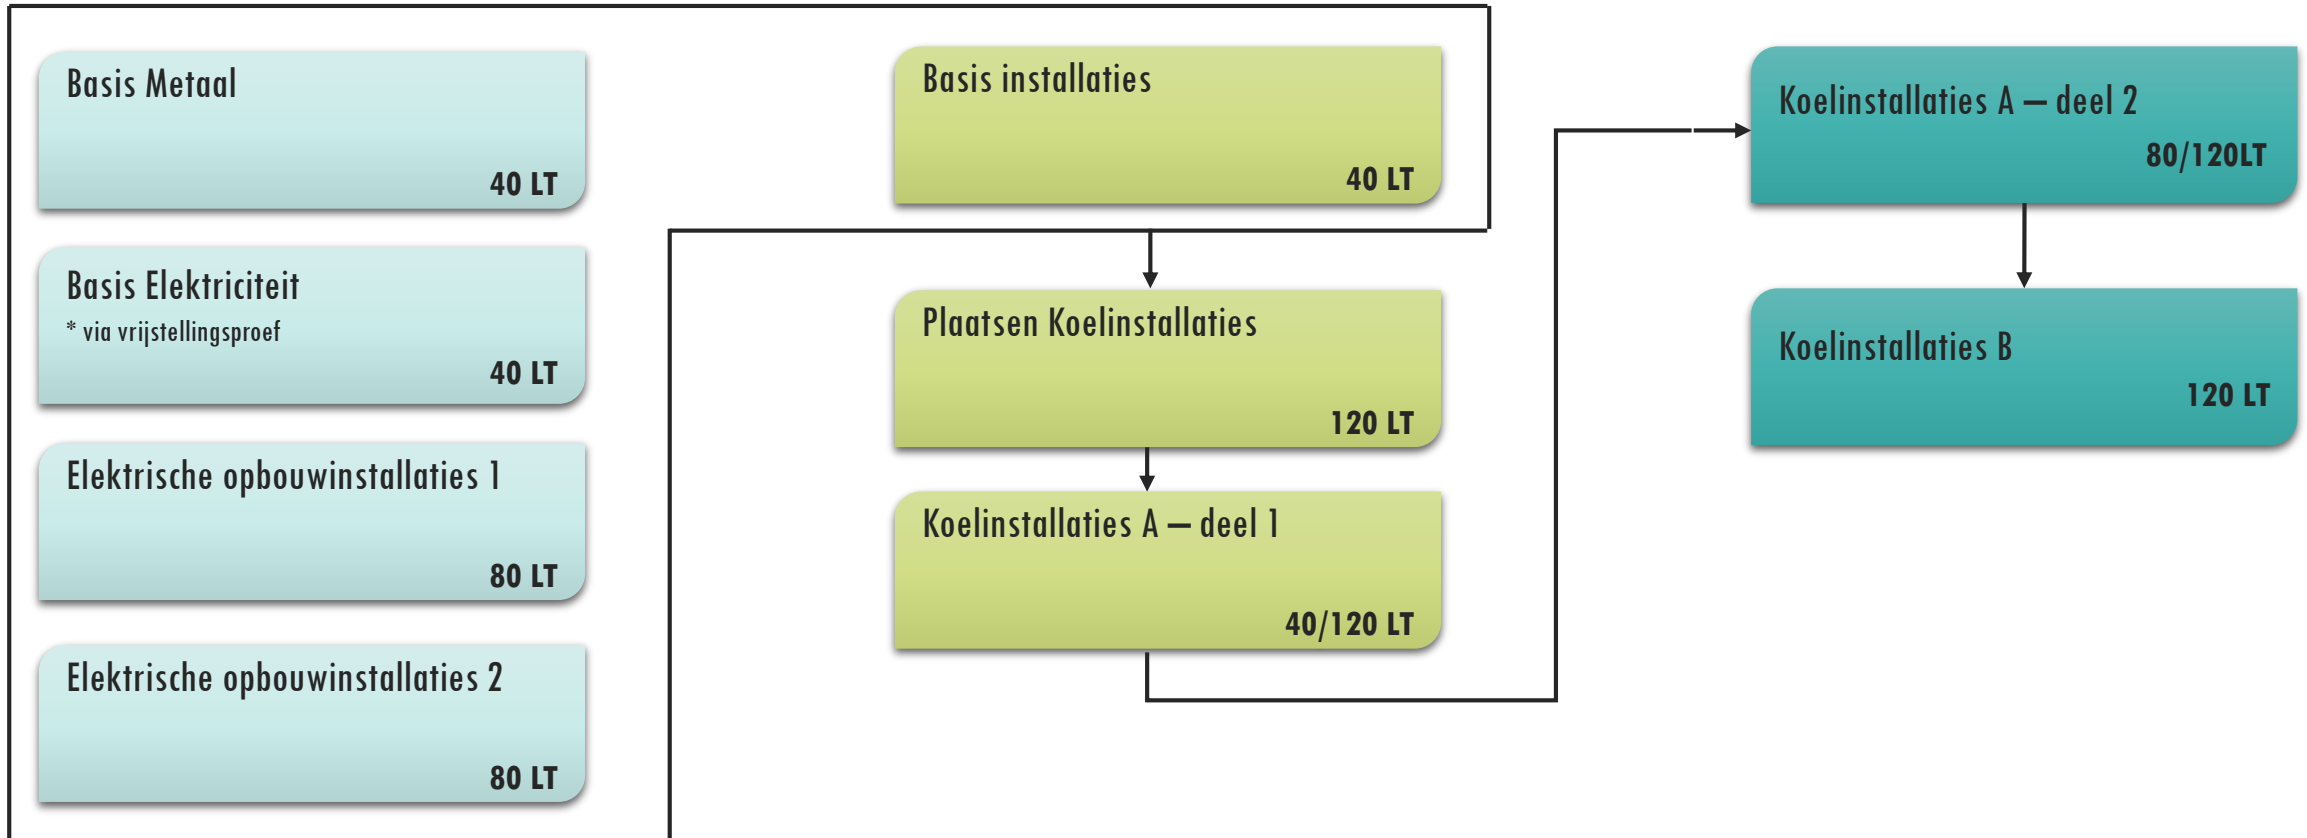 Basis Metaal
40 LT
Basis Elektriciteit
* via vrijstellingsproef
40 LT
Elektrische opbouwinstallaties 1
80 LT
Elektrische opbouwinstallaties 2
80 LT
Basis installaties
40 LT
Plaatsen Koelinstallaties
120 LT
Koelinstallaties A – deel 1
40/120 LT
Koelinstallaties A – deel 2
80/120LT
Koelinstallaties B
120 LT